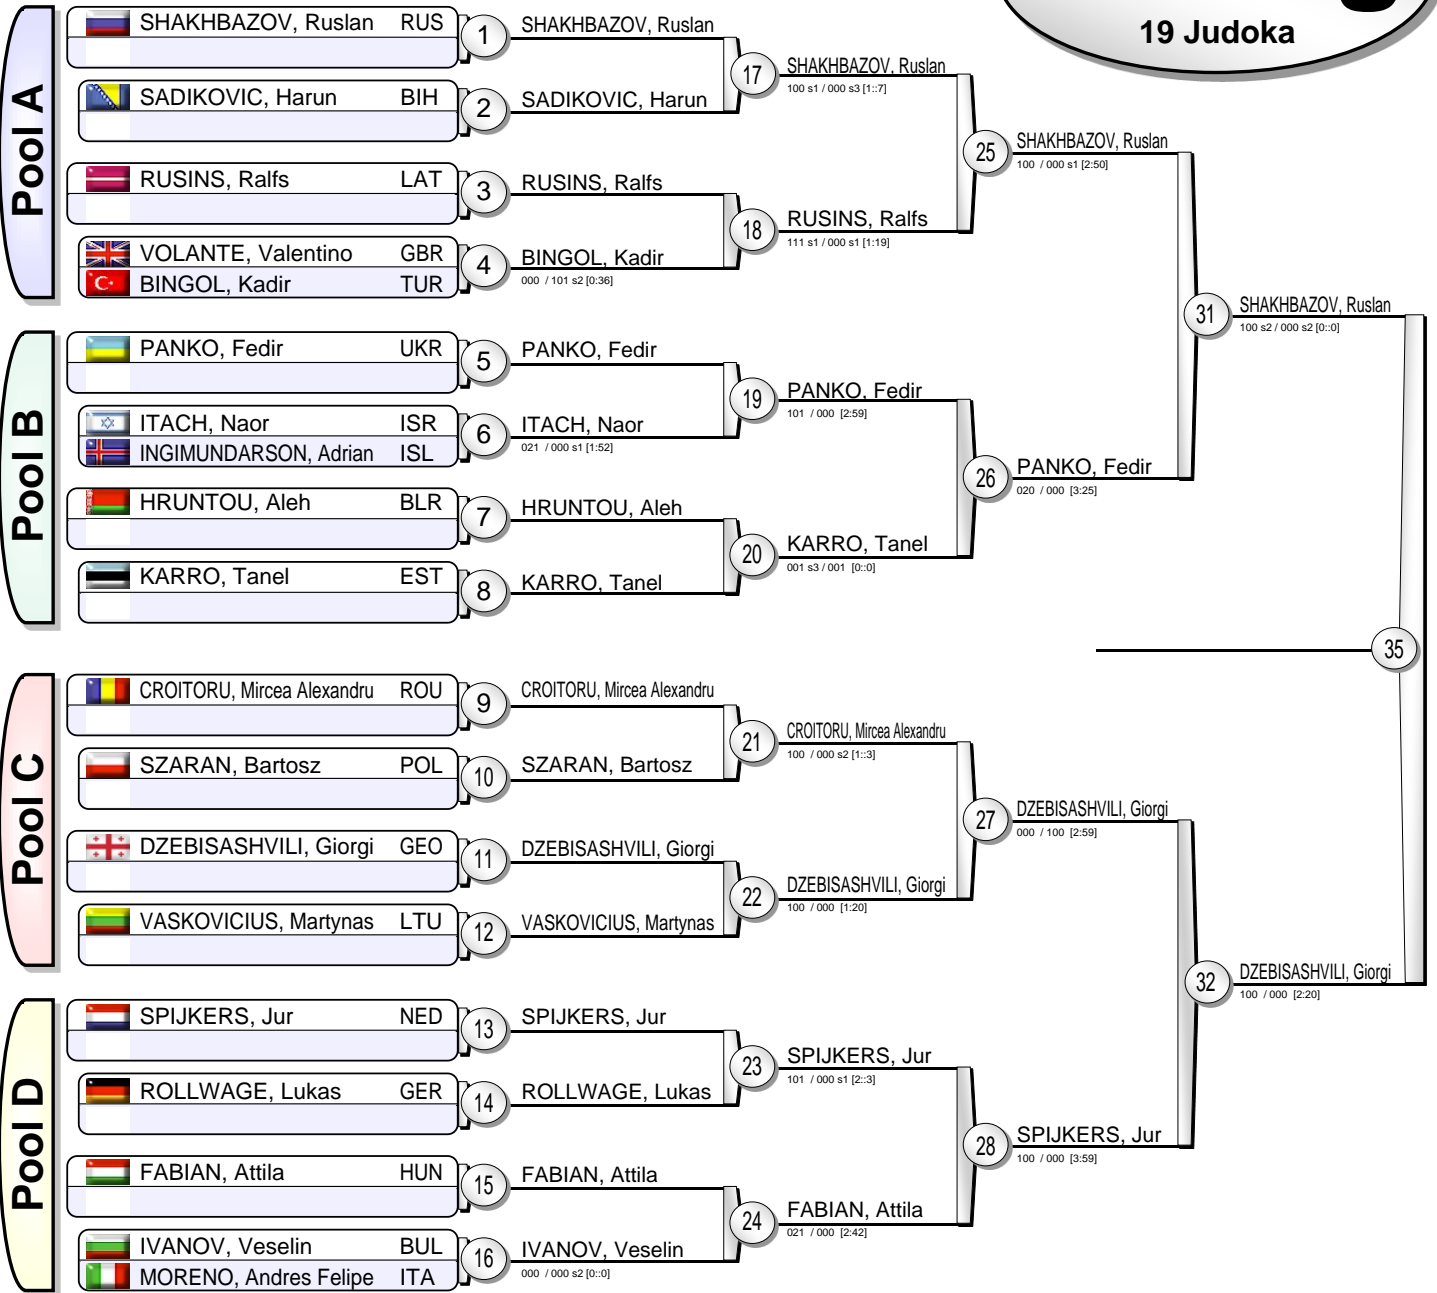 19 Judoka
Pool A
SHAKHBAZOV, Ruslan RUS
1
SADIKOVIC, Harun BIH
2
RUSINS, Ralfs LAT
3
VOLANTE, Valentino GBR
BINGOL, Kadir TUR
4
Pool B
PANKO, Fedir UKR
5
ITACH, Naor ISR
INGIMUNDARSON, Adrian ISL
6
HRUNTOU, Aleh BLR
7
KARRO, Tanel EST
8
Pool C
CROITORU, Mircea Alexandru ROU
9
SZARAN, Bartosz POL
10
DZEBISASHVILI, Giorgi GEO
11
VASKOVICIUS, Martynas LTU
12
Pool D
SPIJKERS, Jur NED
13
ROLLWAGE, Lukas GER
14
FABIAN, Attila HUN
15
IVANOV, Veselin BUL
MORENO, Andres Felipe ITA
16
SHAKHBAZOV, Ruslan
SADIKOVIC, Harun
17
RUSINS, Ralfs
BINGOL, Kadir
000 / 101 s2 [0:36]
18
PANKO, Fedir
ITACH, Naor
021 / 000 s1 [1:52]
19
HRUNTOU, Aleh
KARRO, Tanel
20
CROITORU, Mircea Alexandru
SZARAN, Bartosz
21
DZEBISASHVILI, Giorgi
VASKOVICIUS, Martynas
22
SPIJKERS, Jur
ROLLWAGE, Lukas
23
FABIAN, Attila
IVANOV, Veselin
000 / 000 s2 [0::0]
24
SHAKHBAZOV, Ruslan
100 s1 / 000 s3 [1::7]
RUSINS, Ralfs
111 s1 / 000 s1 [1:19]
25
PANKO, Fedir
101 / 000 [2:59]
KARRO, Tanel
001 s3 / 001 [0::0]
26
CROITORU, Mircea Alexandru
100 / 000 s2 [1::3]
DZEBISASHVILI, Giorgi
100 / 000 [1:20]
27
SPIJKERS, Jur
101 / 000 s1 [2::3]
FABIAN, Attila
021 / 000 [2:42]
28
SHAKHBAZOV, Ruslan
100 / 000 s1 [2:50]
PANKO, Fedir
020 / 000 [3:25]
31
DZEBISASHVILI, Giorgi
000 / 100 [2:59]
SPIJKERS, Jur
100 / 000 [3:59]
32
SHAKHBAZOV, Ruslan
100 s2 / 000 s2 [0::0]
DZEBISASHVILI, Giorgi
100 / 000 [2:20]
35